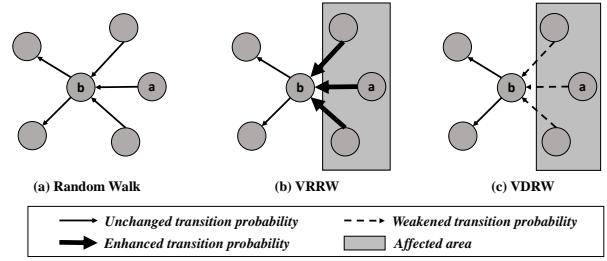 b
a
b
a
b
a
(a) Random Walk
(b) VRRW
(c) VDRW
Unchanged transition probability
Weakened transition probability
Enhanced transition probability
Affected area